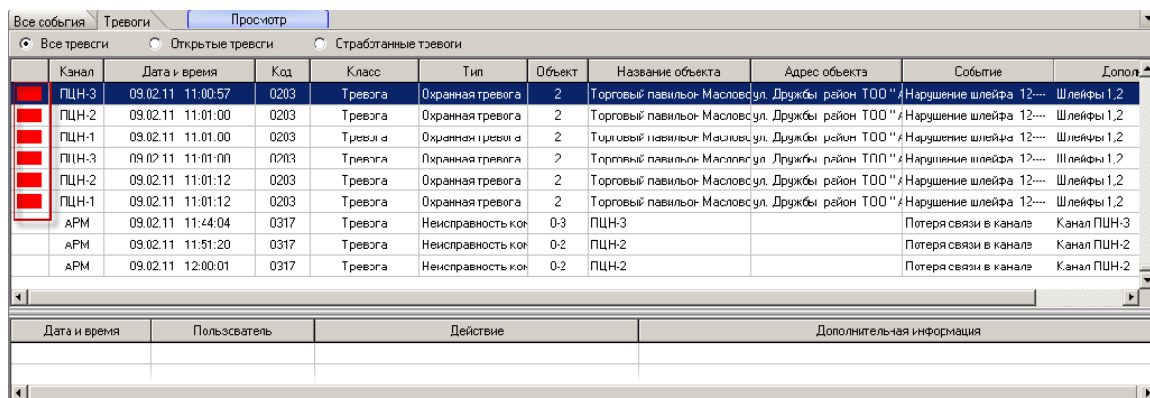 Все события Тревоги Просмотр
Все тревоги Открытые тревоги Отработанные тревоги
Канал Дата и время Код Класс Тип Объект Название объекта Адрес объекта Событие Допол
ПЦН-3 09.02.11 11:00:57 0203 Тревога Охранная тревога 2 Торговый павильон Маслово ул. Дружбы район ТОО " Нарушение шлейфа 12---- Шлейфы 1,2
ПЦН-2 09.02.11 11:01:00 0203 Тревога Охранная тревога 2 Торговый павильон Маслово ул. Дружбы район ТОО " Нарушение шлейфа 12---- Шлейфы 1,2
ПЦН-1 09.02.11 11:01:00 0203 Тревога Охранная тревога 2 Торговый павильон Маслово ул. Дружбы район ТОО " Нарушение шлейфа 12---- Шлейфы 1,2
ПЦН-3 09.02.11 11:01:00 0203 Тревога Охранная тревога 2 Торговый павильон Маслово ул. Дружбы район ТОО " Нарушение шлейфа 12---- Шлейфы 1,2
ПЦН-2 09.02.11 11:01:12 0203 Тревога Охранная тревога 2 Торговый павильон Маслово ул. Дружбы район ТОО " Нарушение шлейфа 12---- Шлейфы 1,2
ПЦН-1 09.02.11 11:01:12 0203 Тревога Охранная тревога 2 Торговый павильон Маслово ул. Дружбы район ТОО " Нарушение шлейфа 12---- Шлейфы 1,2
АРМ 09.02.11 11:44:04 0317 Тревога Неисправность ком 0-3 ПЦН-3 Потеря связи в канале Канал ПЦН-3
АРМ 09.02.11 11:51:20 0317 Тревога Неисправность ком 0-2 ПЦН-2 Потеря связи в канале Канал ПЦН-2
АРМ 09.02.11 12:00:01 0317 Тревога Неисправность ком 0-2 ПЦН-2 Потеря связи в канале Канал ПЦН-2
Дата и время Пользователь Действие Дополнительная информация